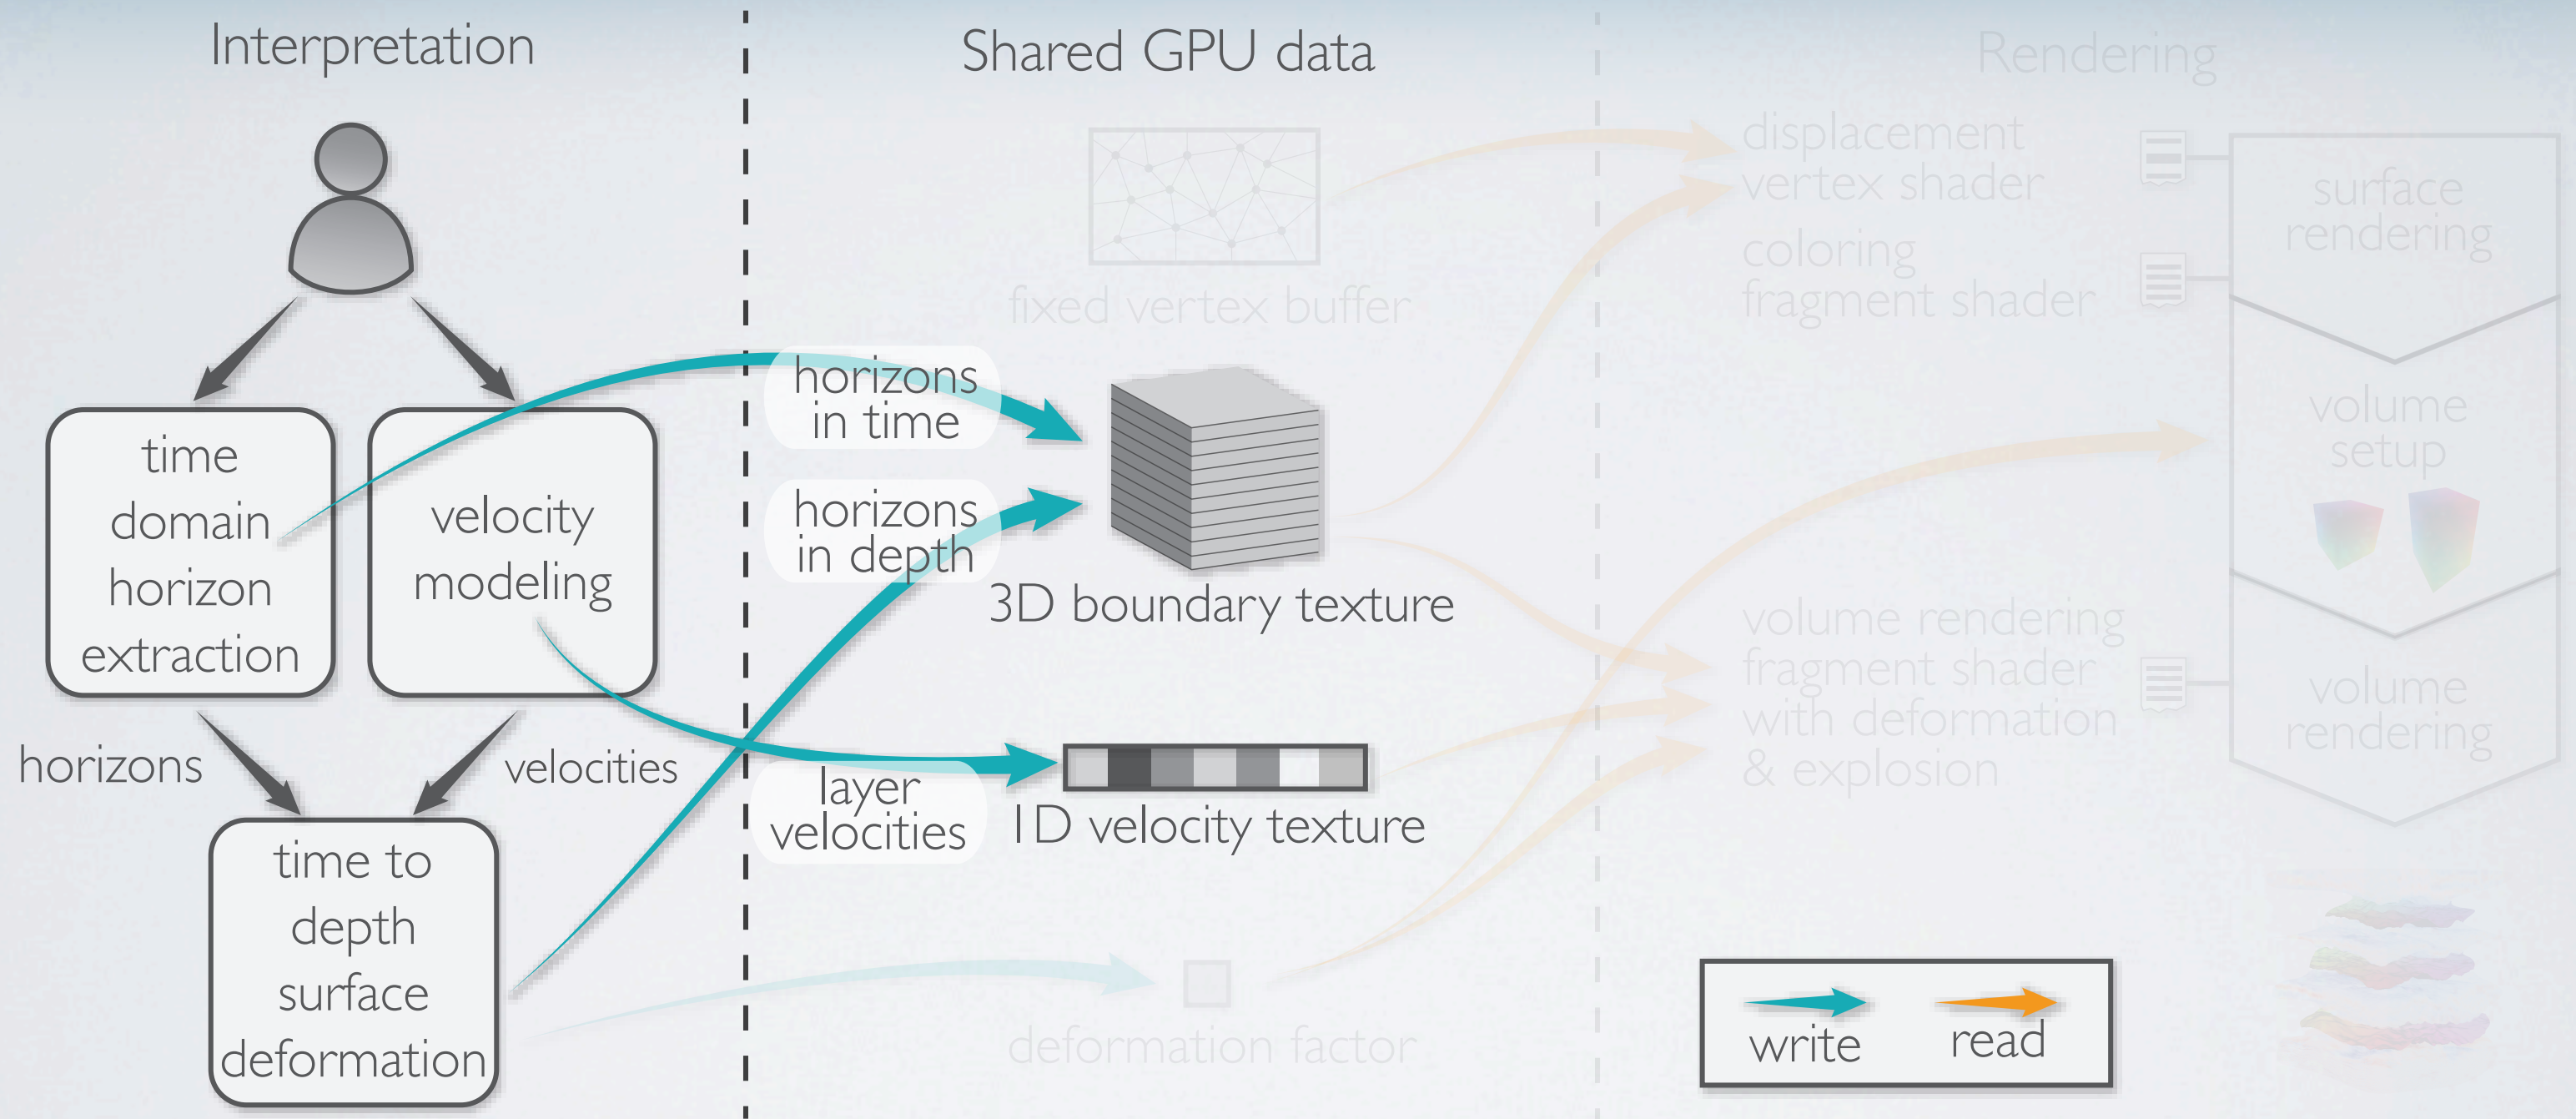 Interpretation
time
domain
horizon
extraction
velocity
modeling
horizons
velocities
time to
depth
surface
deformation
Shared GPU data
fixed vertex buffer
horizons
in time
horizons
in depth
3D boundary texture
layer
velocities
1D velocity texture
deformation factor
Rendering
displacement
vertex shader
coloring
fragment shader
volume rendering
fragment shader
with deformation
& explosion
surface
rendering
volume
setup
volume
rendering
write
read